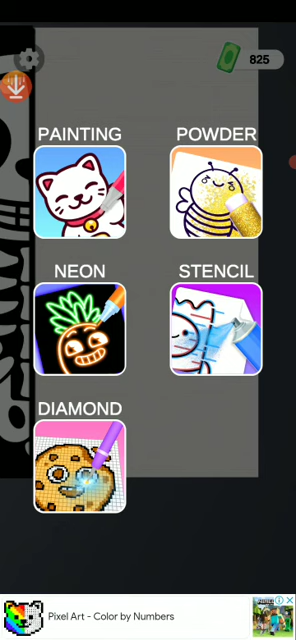 825
PAINTING
POWDER
NEON
STENCIL
DIAMOND
Pixel Art - Color by Numbers